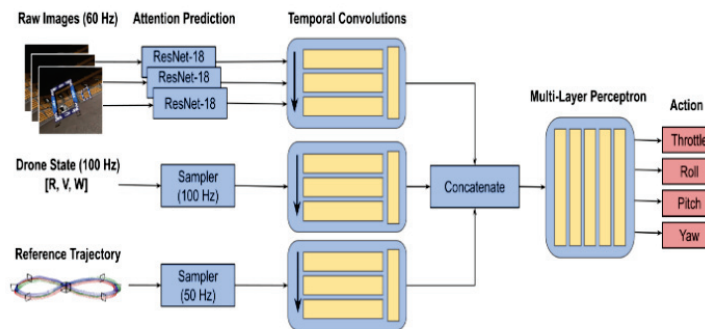 Raw Images (60 Hz)
Attention Prediction
Temporal Convolutions
ResNet-18
ResNet-18
ResNet-18
Multi-Layer Perceptron
Action
Throttle
Roll
Pitch
Yaw
Drone State (100 Hz)
[R, V, W]
Sampler
(100 Hz)
Concatenate
Reference Trajectory
Sampler
(50 Hz)